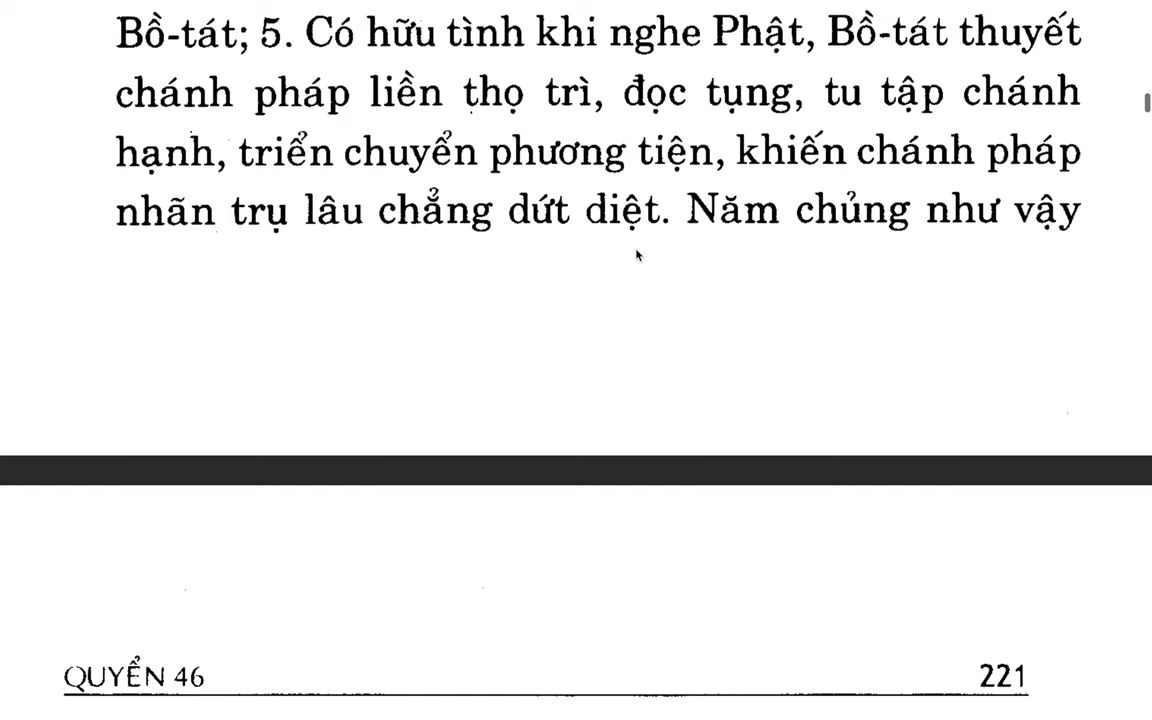 Bồ-tát; 5. Có hữu tình khi nghe Phật, Bồ-tát thuyết
chánh pháp liền thọ trì, đọc tụng, tu tập chánh
hạnh, triển chuyển phương tiện, khiến chánh pháp
nhãn trụ lâu chẳng dứt diệt. Năm chủng như vậy
QUYỂN 46 221